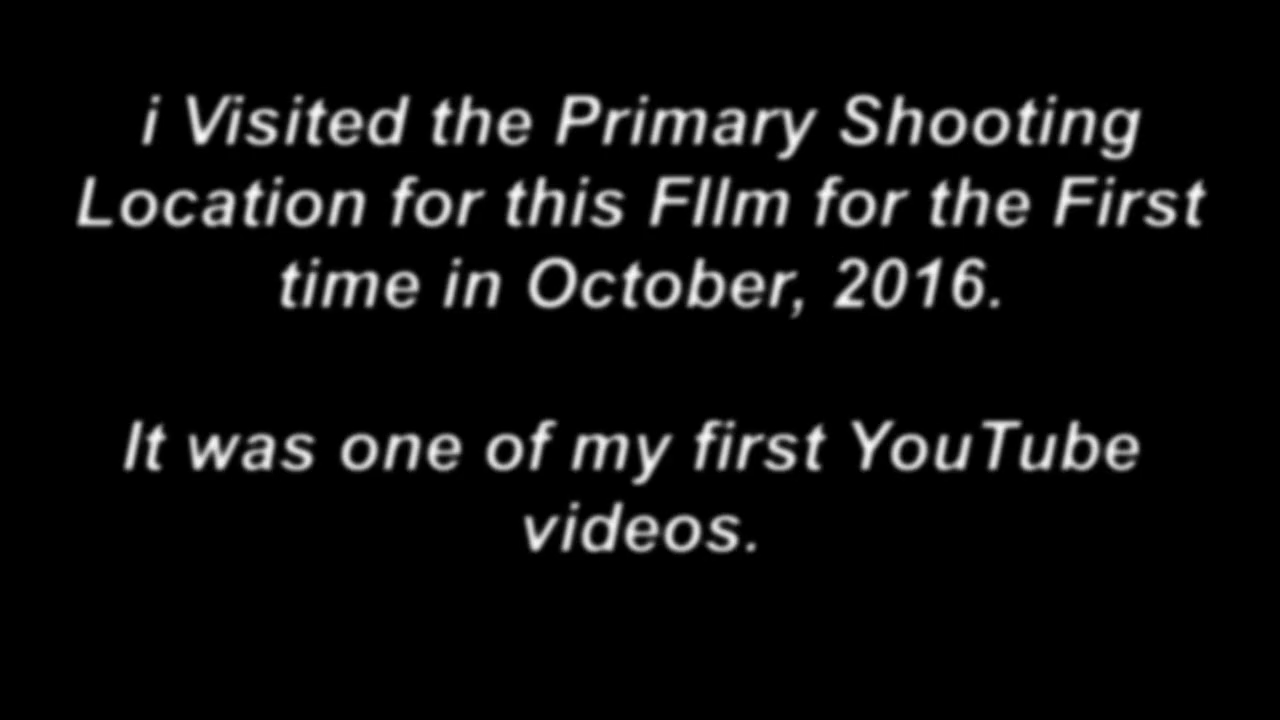 i Visited the Primary Shooting
Location for this FIlm for the First
time in October, 2016.
It was one of my first YouTube
videos.